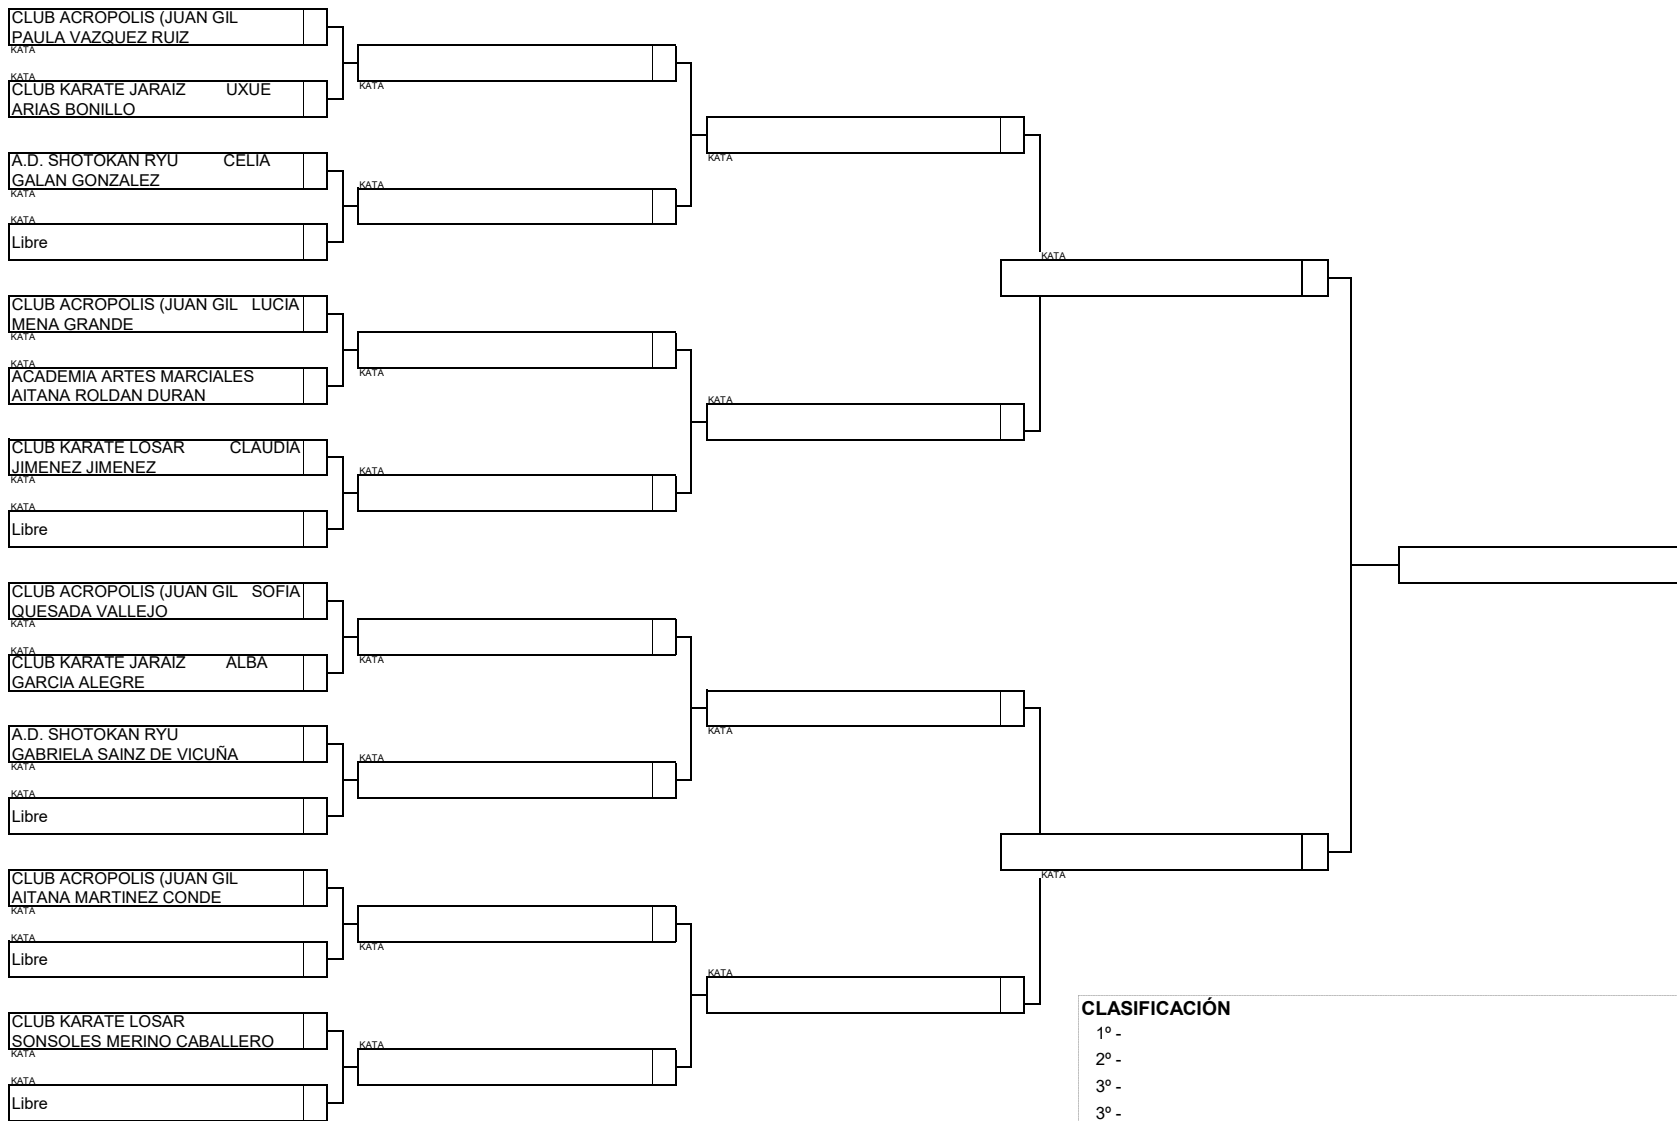 CLUB ACROPOLIS (JUAN GIL
PAULA VAZQUEZ RUIZ
KATA
KATA
CLUB KARATE JARAIZ UXUE
ARIAS BONILLO
A.D. SHOTOKAN RYU CELIA
GALAN GONZALEZ
KATA
KATA
Libre
CLUB ACROPOLIS (JUAN GIL LUCIA
MENA GRANDE
KATA
KATA
ACADEMIA ARTES MARCIALES
AITANA ROLDAN DURAN
CLUB KARATE LOSAR CLAUDIA
JIMENEZ JIMENEZ
KATA
KATA
Libre
CLUB ACROPOLIS (JUAN GIL SOFIA
QUESADA VALLEJO
KATA
KATA
CLUB KARATE JARAIZ ALBA
GARCIA ALEGRE
A.D. SHOTOKAN RYU
GABRIELA SAINZ DE VICUÑA
KATA
KATA
Libre
CLUB ACROPOLIS (JUAN GIL
AITANA MARTINEZ CONDE
KATA
KATA
Libre
CLUB KARATE LOSAR
SONSOLES MERINO CABALLERO
KATA
KATA
Libre
KATA
KATA
KATA
KATA
KATA
KATA
KATA
KATA
KATA
KATA
KATA
KATA
KATA
KATA
CLASIFICACIÓN
1º -
2º -
3º -
3º -